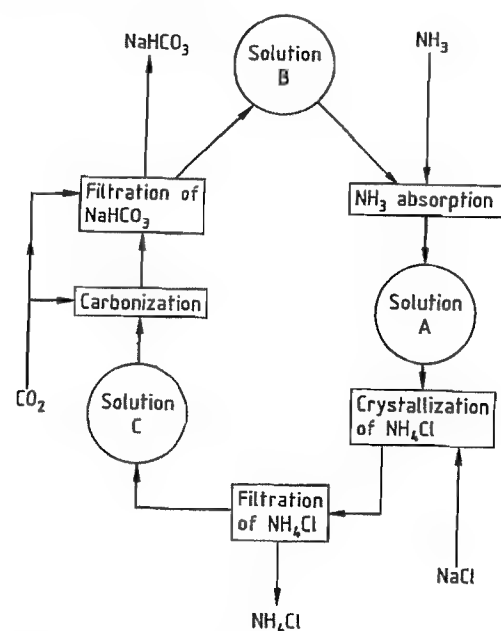 NaHCO₃
Solution
B
NH₃
Filtration of
NaHCO₃
NH₃ absorption
Carbonization
Solution
A
CO₂
Solution
C
Crystallization
of NH₄Cl
Filtration
of NH₄Cl
NaCl
NH₄Cl